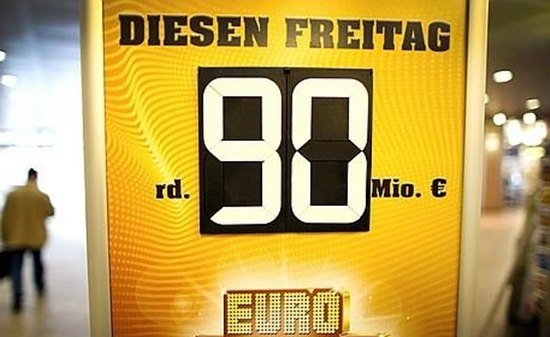 DIESEN FREITAG
rd. 90 Mio. €
EURO